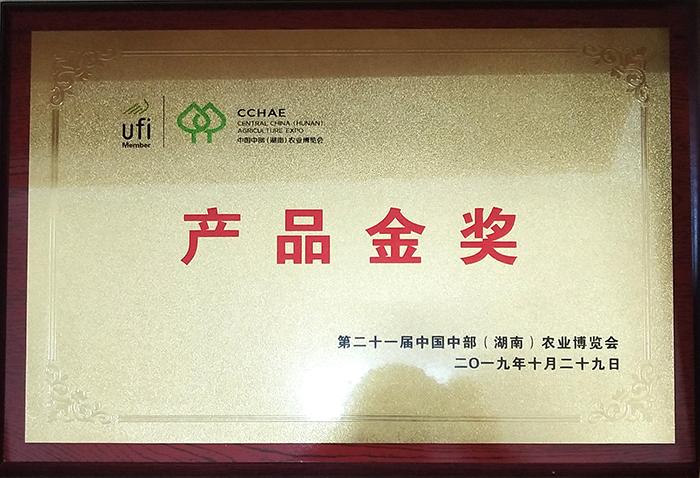 ufi
Member
CCHAE
CENTRAL CHINA (HUNAN)
AGRICULTURE EXPO
中国中部(湖南)农业博览会
产品金奖
第二十一届中国中部(湖南)农业博览会
二〇一九年十月二十九日